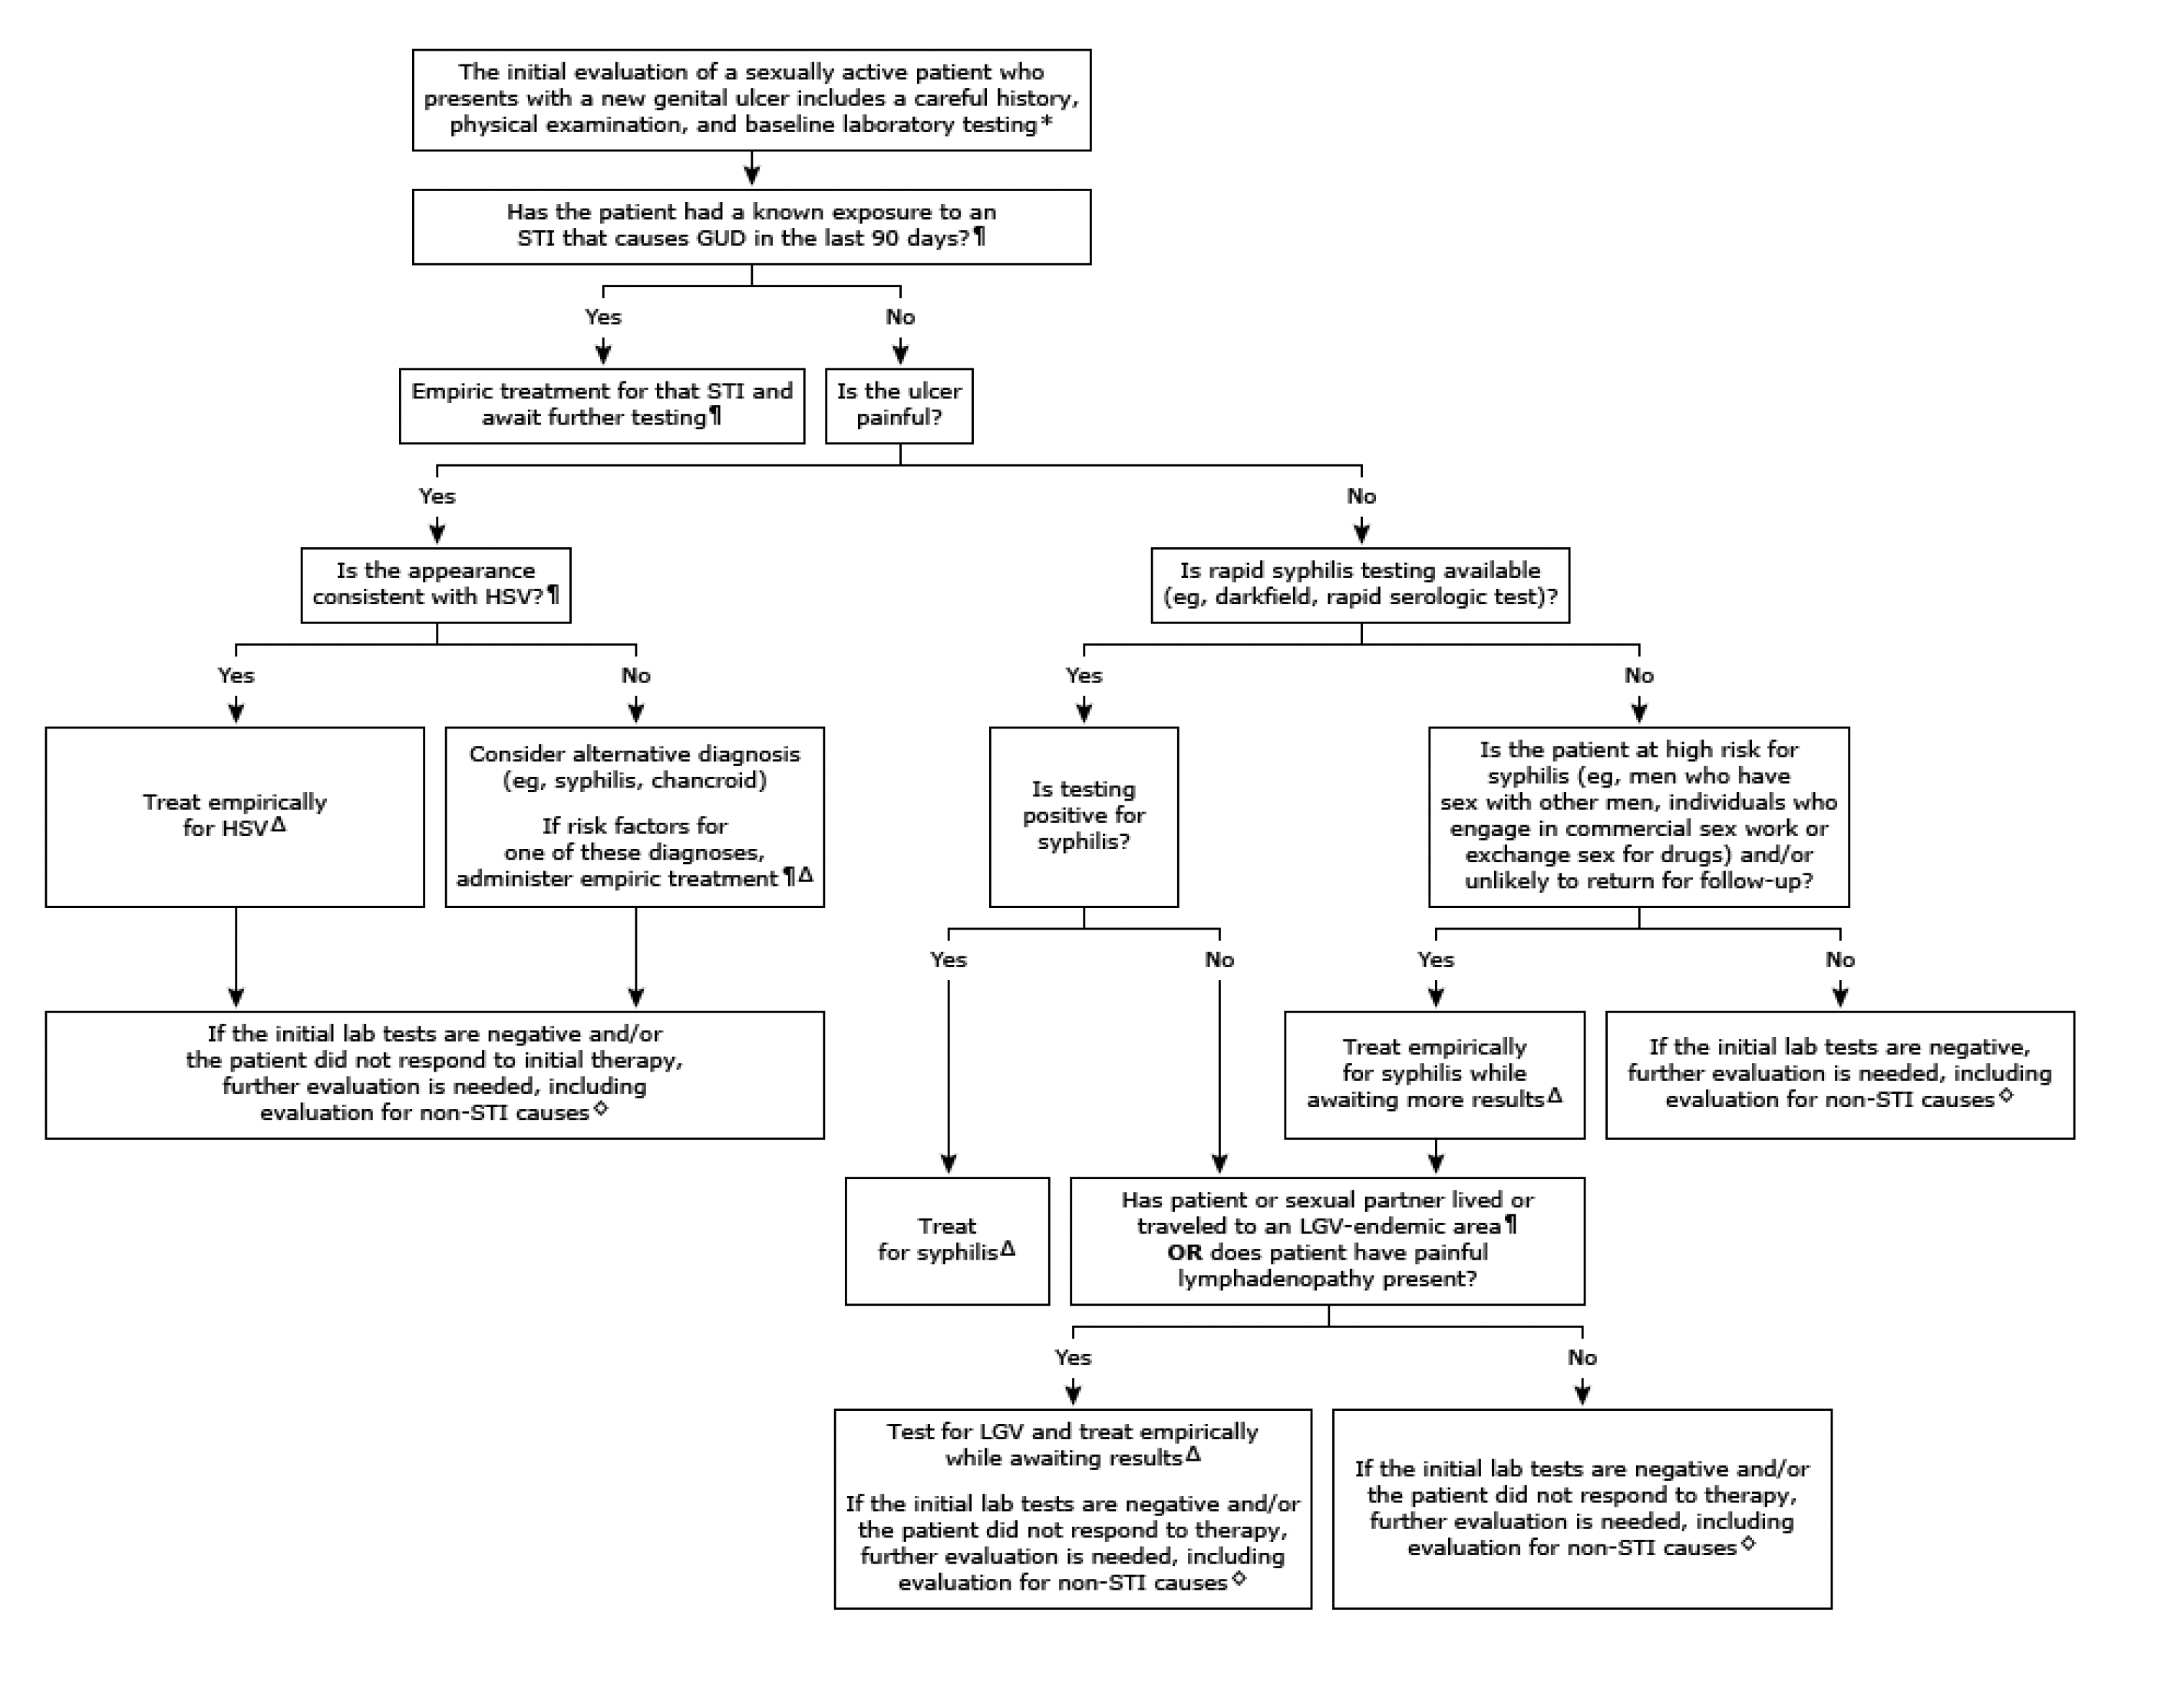 The initial evaluation of a sexually active patient who
presents with a new genital ulcer includes a careful history,
physical examination, and baseline laboratory testing*
Has the patient had a known exposure to an
STI that causes GUD in the last 90 days?¶
Yes
No
Empiric treatment for that STI and
await further testing¶
Is the ulcer
painful?
Yes
No
Is the appearance
consistent with HSV?¶
Is rapid syphilis testing available
(eg, darkfield, rapid serologic test)?
Yes
No
Yes
No
Treat empirically
for HSVΔ
Consider alternative diagnosis
(eg, syphilis, chancroid)
If risk factors for
one of these diagnoses,
administer empiric treatment¶Δ
Is testing
positive for
syphilis?
Is the patient at high risk for
syphilis (eg, men who have
sex with other men, individuals who
engage in commercial sex work or
exchange sex for drugs) and/or
unlikely to return for follow-up?
Yes
No
Yes
No
If the initial lab tests are negative and/or
the patient did not respond to initial therapy,
further evaluation is needed, including
evaluation for non-STI causes◇
Treat empirically
for syphilis while
awaiting more resultsΔ
If the initial lab tests are negative,
further evaluation is needed, including
evaluation for non-STI causes◇
Treat
for syphilisΔ
Has patient or sexual partner lived or
traveled to an LGV-endemic area¶
OR does patient have painful
lymphadenopathy present?
Yes
No
Test for LGV and treat empirically
while awaiting resultsΔ
If the initial lab tests are negative and/or
the patient did not respond to therapy,
further evaluation is needed, including
evaluation for non-STI causes◇
If the initial lab tests are negative and/or
the patient did not respond to therapy,
further evaluation is needed, including
evaluation for non-STI causes◇